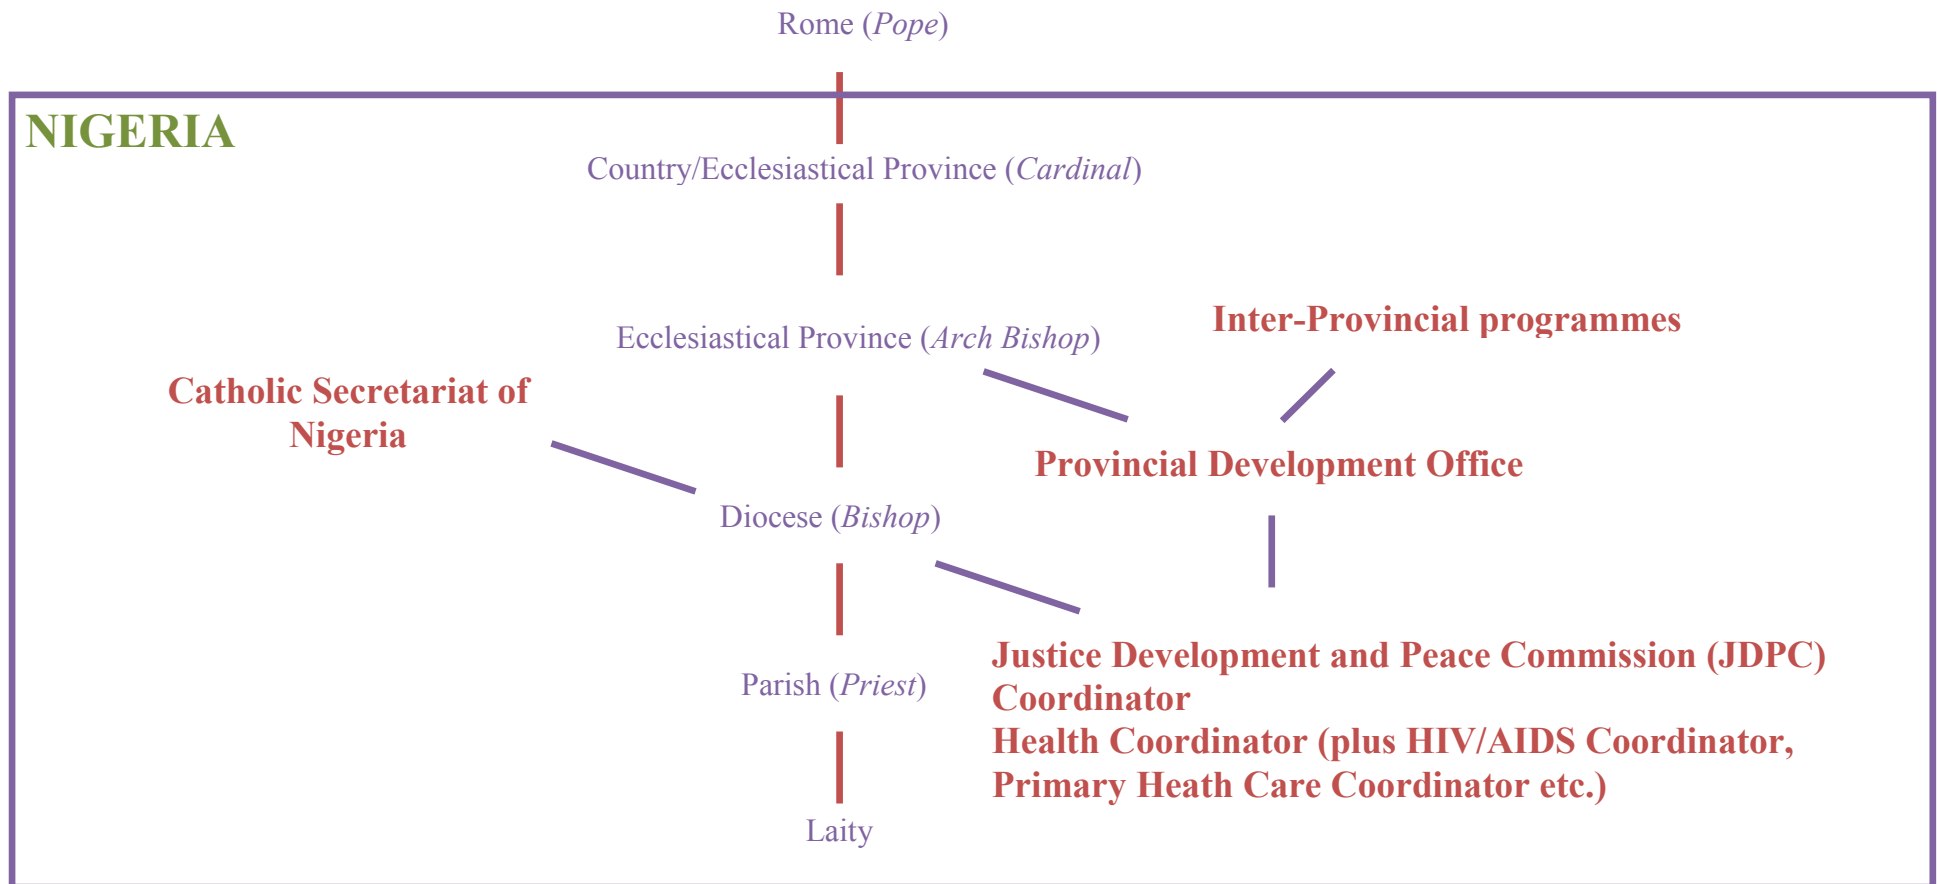 Rome (Pope)
NIGERIA
Country/Ecclesiastical Province (Cardinal)
Inter-Provincial programmes
Ecclesiastical Province (Arch Bishop)
Catholic Secretariat of
Nigeria
Provincial Development Office
Diocese (Bishop)
Justice Development and Peace Commission (JDPC)
Coordinator
Health Coordinator (plus HIV/AIDS Coordinator,
Primary Heath Care Coordinator etc.)
Parish (Priest)
Laity